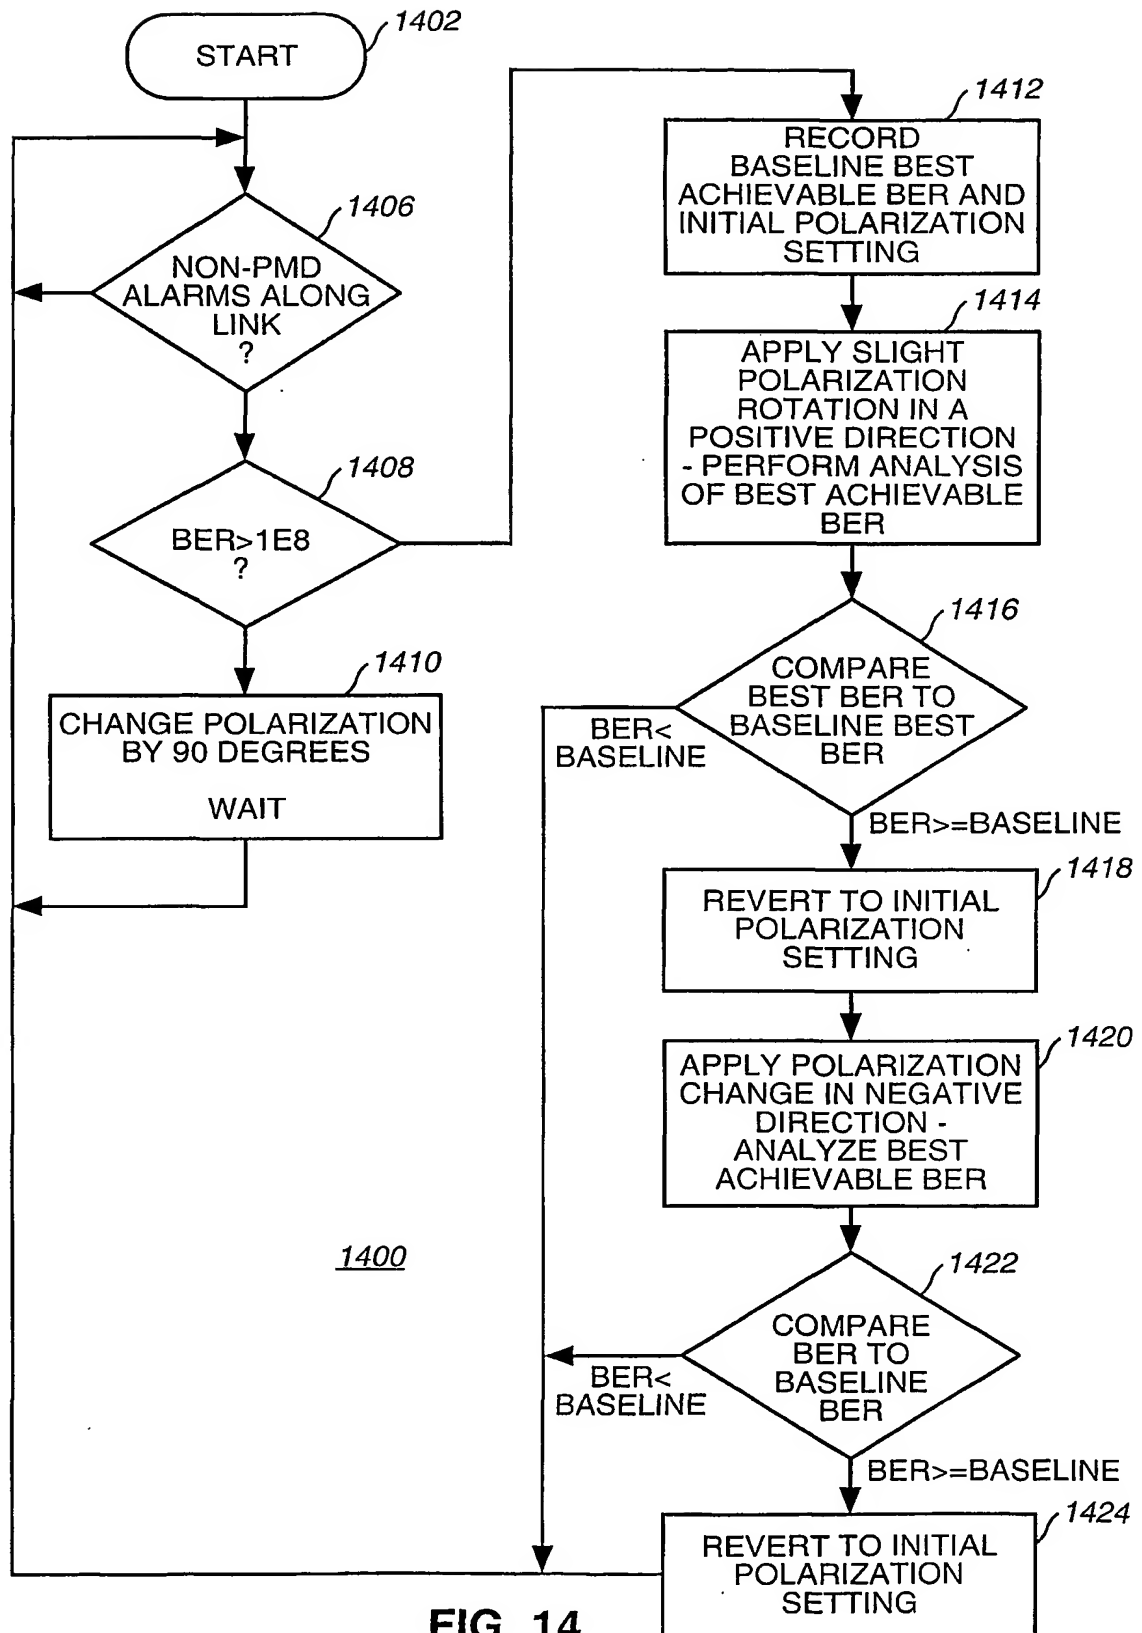 START
1402
NON-PMD
ALARMS ALONG
LINK
?
1406
BER>1E8
?
1408
CHANGE POLARIZATION
BY 90 DEGREES
WAIT
1410
RECORD
BASELINE BEST
ACHIEVABLE BER AND
INITIAL POLARIZATION
SETTING
1412
APPLY SLIGHT
POLARIZATION
ROTATION IN A
POSITIVE DIRECTION
- PERFORM ANALYSIS
OF BEST ACHIEVABLE
BER
1414
COMPARE
BEST BER TO
BASELINE BEST
BER
1416
BER<
BASELINE
BER>=BASELINE
REVERT TO INITIAL
POLARIZATION
SETTING
1418
APPLY POLARIZATION
CHANGE IN NEGATIVE
DIRECTION -
ANALYZE BEST
ACHIEVABLE BER
1420
COMPARE
BER TO
BASELINE
BER
1422
BER<
BASELINE
BER>=BASELINE
REVERT TO INITIAL
POLARIZATION
SETTING
1424
1400
FIG. 14